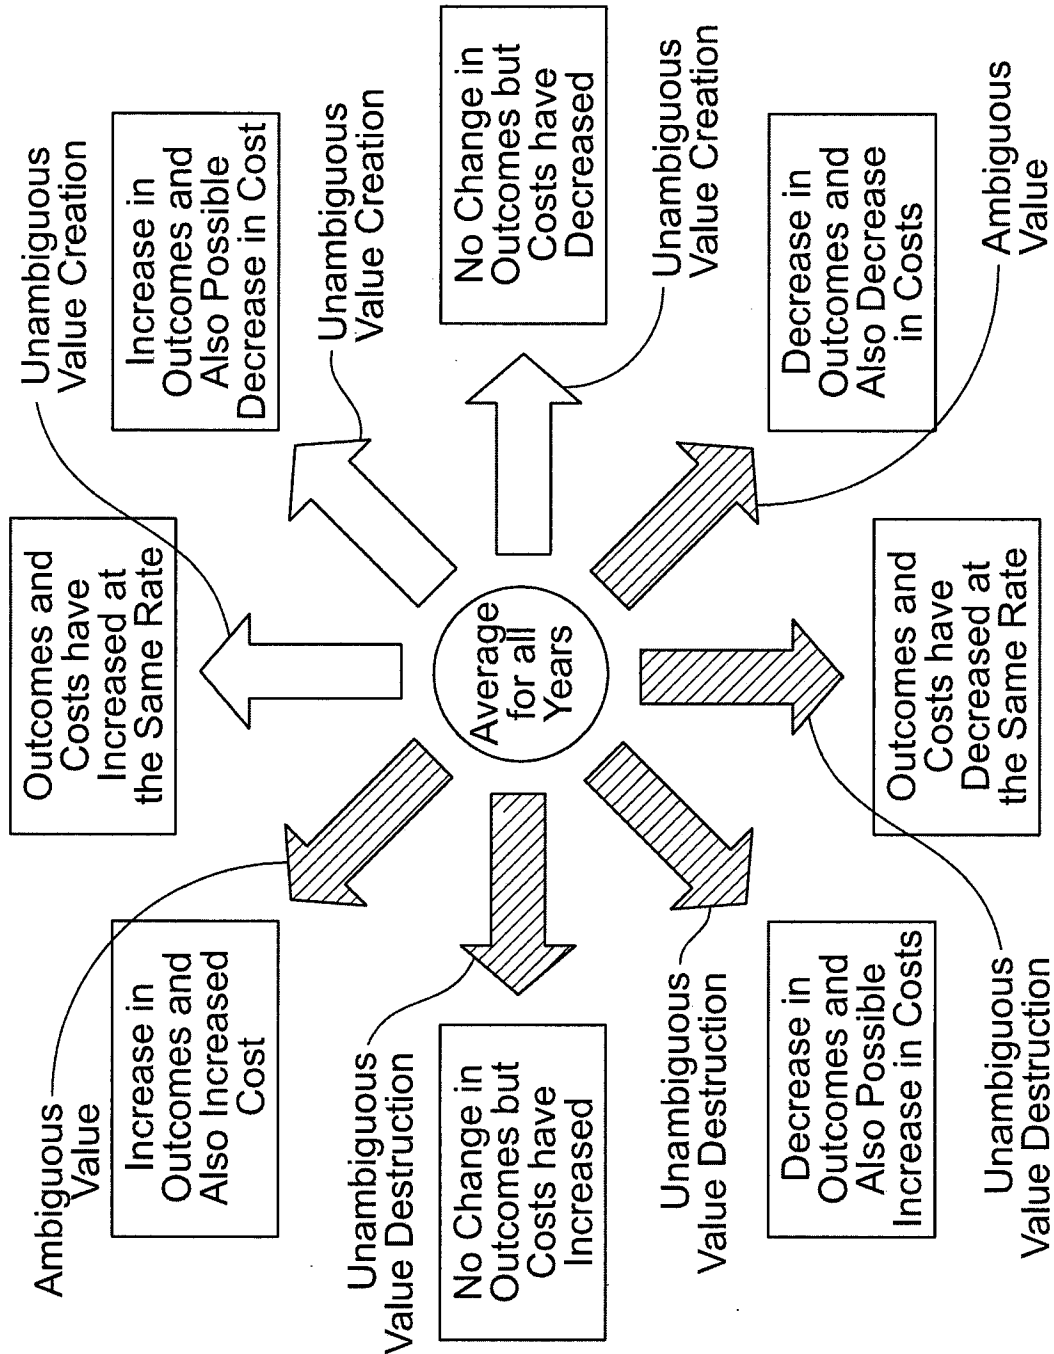 Ambiguous
Value
Outcomes and
Costs have
Increased at
the Same Rate
Unambiguous
Value Creation
Increase in
Outcomes and
Also Increased
Cost
Increase in
Outcomes and
Also Possible
Decrease in Cost
Unambiguous
Value Destruction
Unambiguous
Value Creation
No Change in
Outcomes but
Costs have
Increased
Average
for all
Years
No Change in
Outcomes but
Costs have
Decreased
Unambiguous
Value Destruction
Unambiguous
Value Creation
Decrease in
Outcomes and
Also Possible
Increase in Costs
Decrease in
Outcomes and
Also Decrease
in Costs
Outcomes and
Costs have
Decreased at
the Same Rate
Unambiguous
Value Destruction
Ambiguous
Value